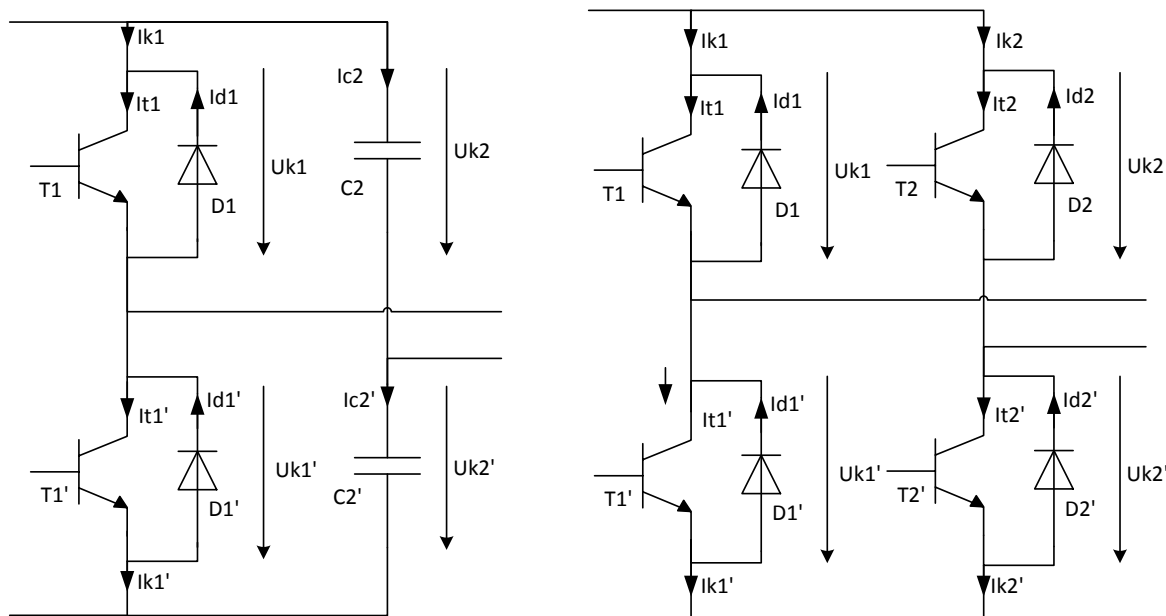 Ik1
Ic2
It1
Id1
Uk1
Uk2
T1
D1
C2
It1'
Id1'
Ic2'
Uk1'
Uk2'
T1'
D1'
C2'
Ik1'
Ik1
Ik2
It1
Id1
It2
Id2
Uk1
Uk2
T1
D1
T2
D2
It1'
Id1'
It2'
Id2'
Uk1'
Uk2'
T1'
D1'
T2'
D2'
Ik1'
Ik2'